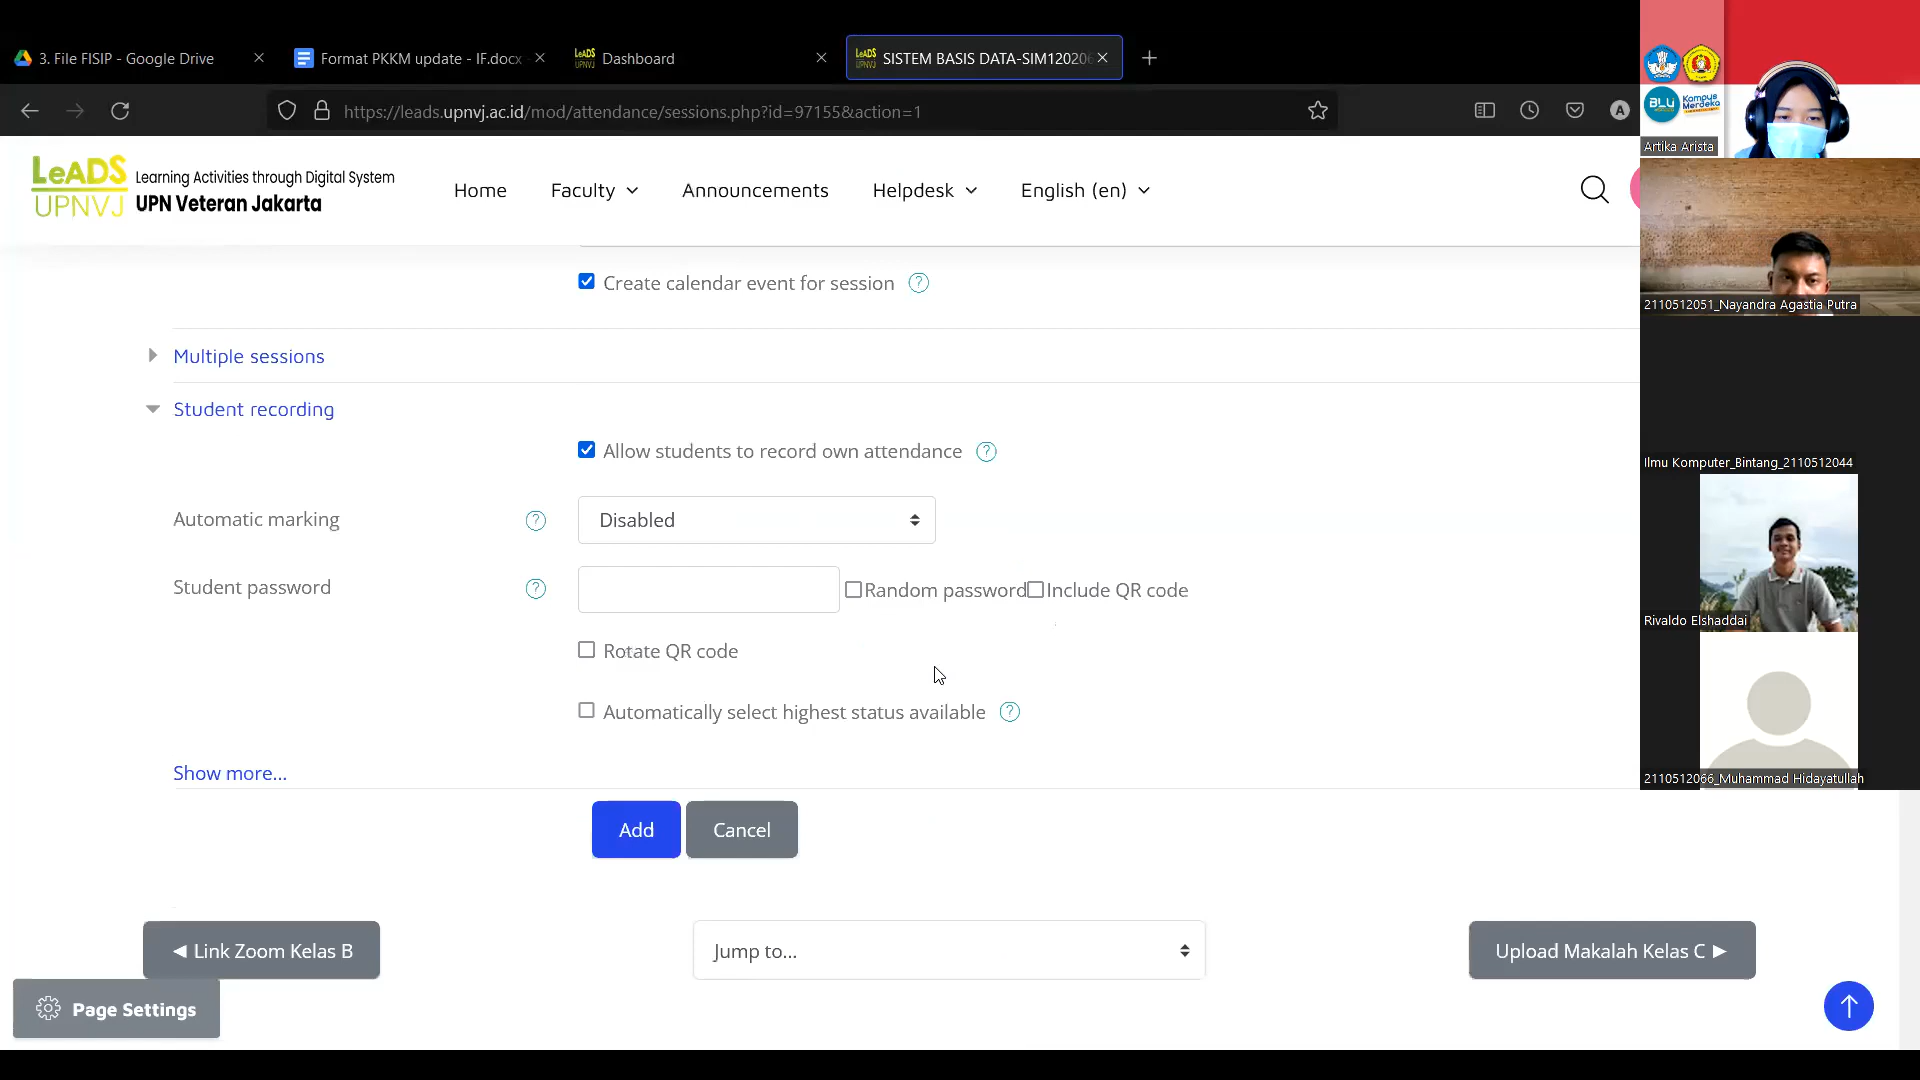 3. File FISIP - Google Drive
Format PKKM update - IF.docx
LeADS UPNVJ Dashboard
LeADS UPNVJ SISTEM BASIS DATA-SIM12020
https://leads.upnvj.ac.id/mod/attendance/sessions.php?id=97155&action=1
A
LeADS UPNVJ
Learning Activities through Digital System
UPN Veteran Jakarta
Home
Faculty
Announcements
Helpdesk
English (en)
Create calendar event for session ?
Multiple sessions
Student recording
Allow students to record own attendance ?
Automatic marking ? Disabled
Student password ? Random password Include QR code
Rotate QR code
Automatically select highest status available ?
Show more...
Add Cancel
◄ Link Zoom Kelas B
Jump to...
Upload Makalah Kelas C ►
Page Settings
BLU
Kampus Merdeka
Artika Arista
2110512051_Nayandra Agastia Putra
Ilmu Komputer_Bintang_2110512044
Rivaldo Elshaddai
2110512066_Muhammad Hidayatullah